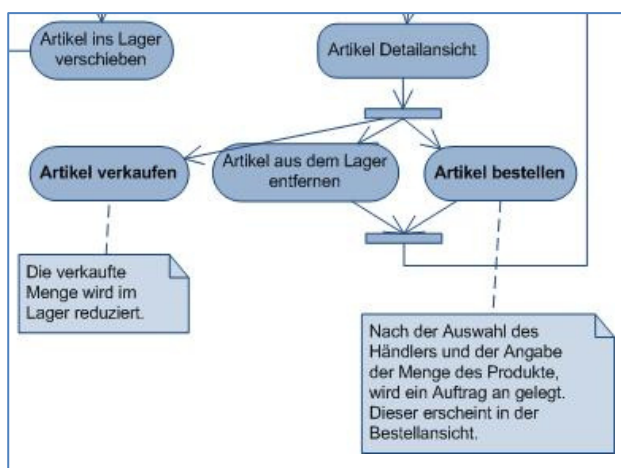 Artikel ins Lager
verschieben
Artikel Detailansicht
Artikel verkaufen
Artikel aus dem Lager
entfernen
Artikel bestellen
Die verkaufte
Menge wird im
Lager reduziert.
Nach der Auswahl des
Händlers und der Angabe
der Menge des Produkte,
wird ein Auftrag an gelegt.
Dieser erscheint in der
Bestellansicht.